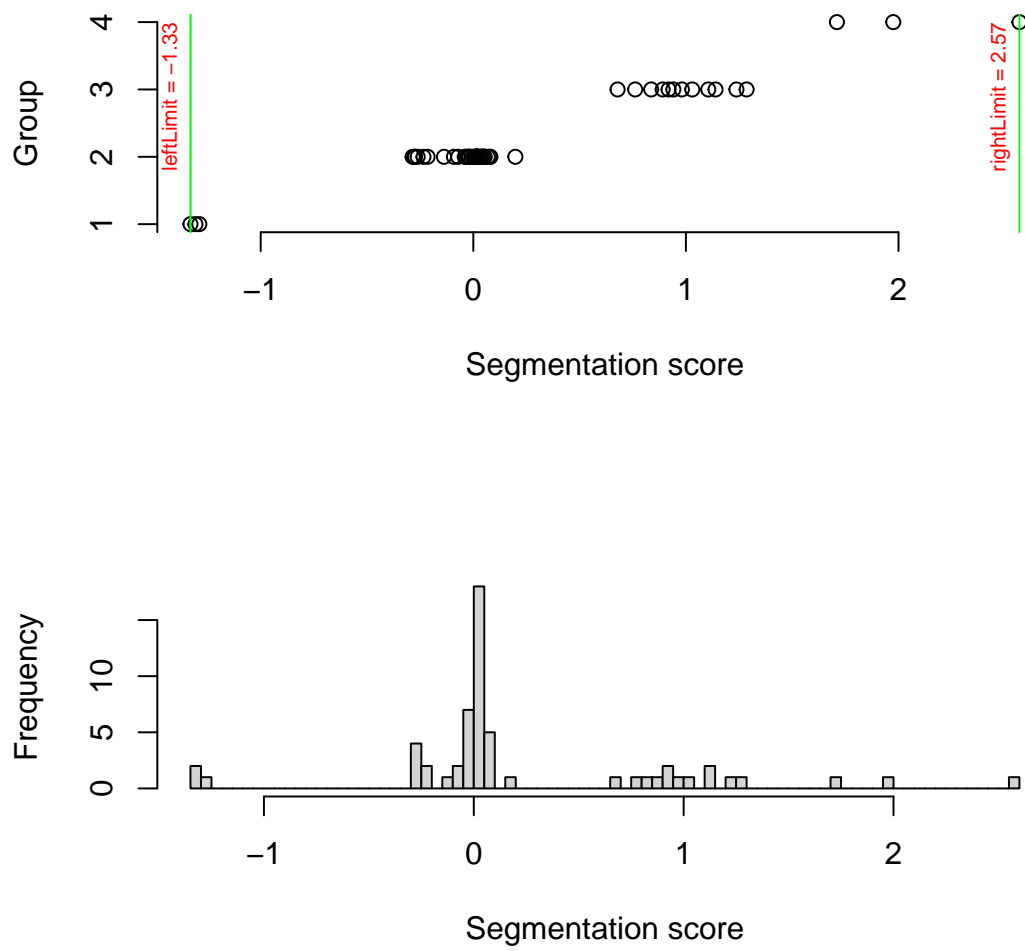 Group
1
2
3
4
leftLimit = −1.33
rightLimit = 2.57
−1 0 1 2
Segmentation score
Frequency
0
5
10
−1 0 1 2
Segmentation score